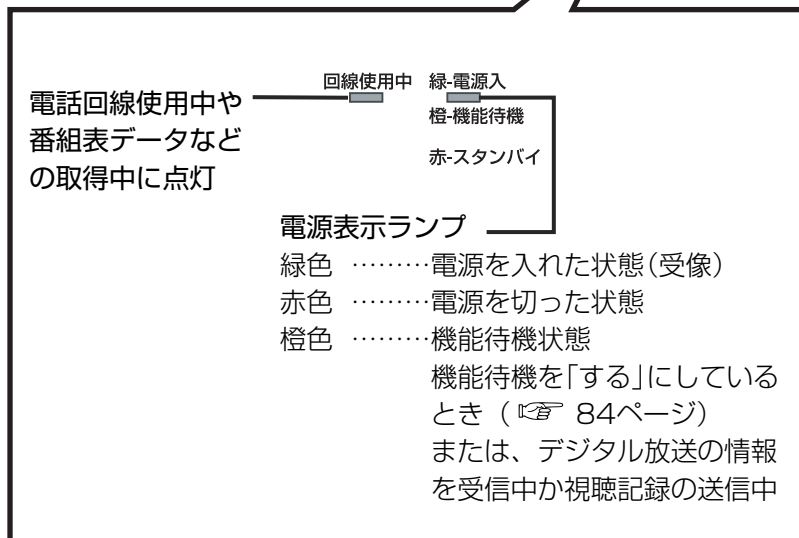 回線使用中
緑-電源入
橙-機能待機
赤-スタンバイ
電話回線使用中や
番組表データなど
の取得中に点灯
電源表示ランプ
緑色 ………電源を入れた状態(受像)
赤色 ………電源を切った状態
橙色 ………機能待機状態
機能待機を「する」にしている
とき(☞ 84ページ)
または、デジタル放送の情報
を受信中か視聴記録の送信中